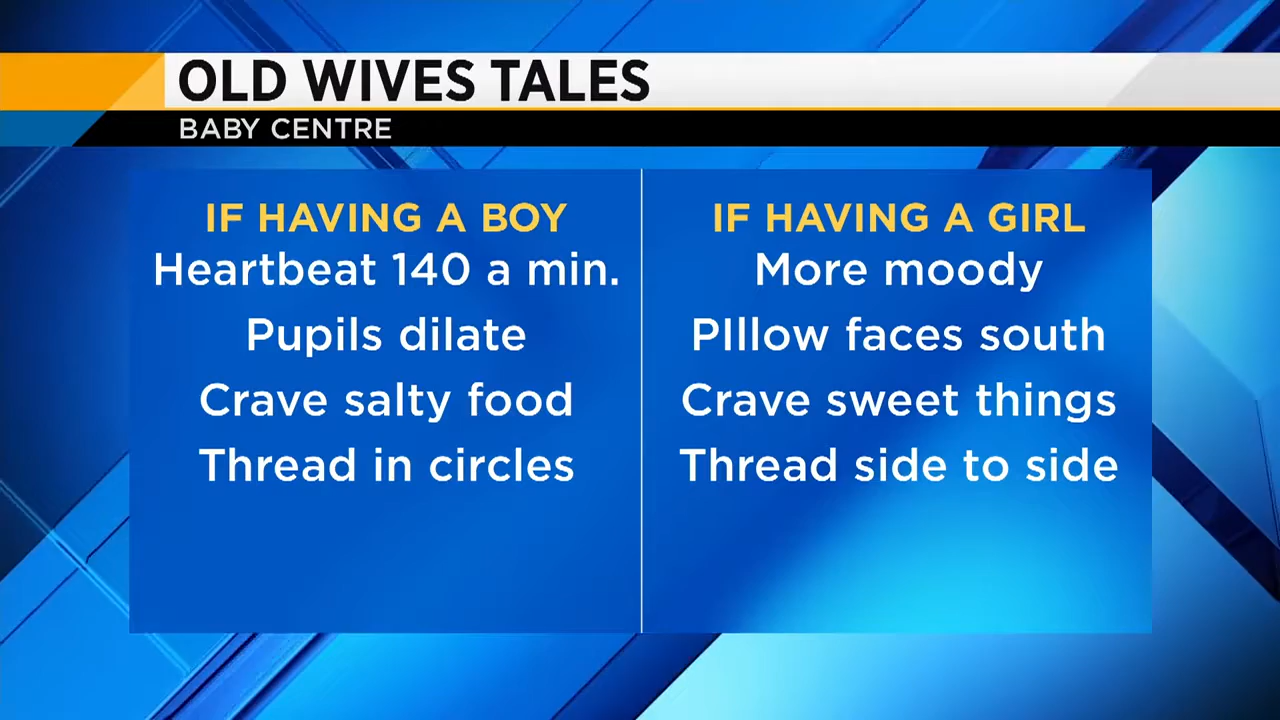 OLD WIVES TALES
BABY CENTRE
IF HAVING A BOY
Heartbeat 140 a min.
Pupils dilate
Crave salty food
Thread in circles
IF HAVING A GIRL
More moody
PIllow faces south
Crave sweet things
Thread side to side